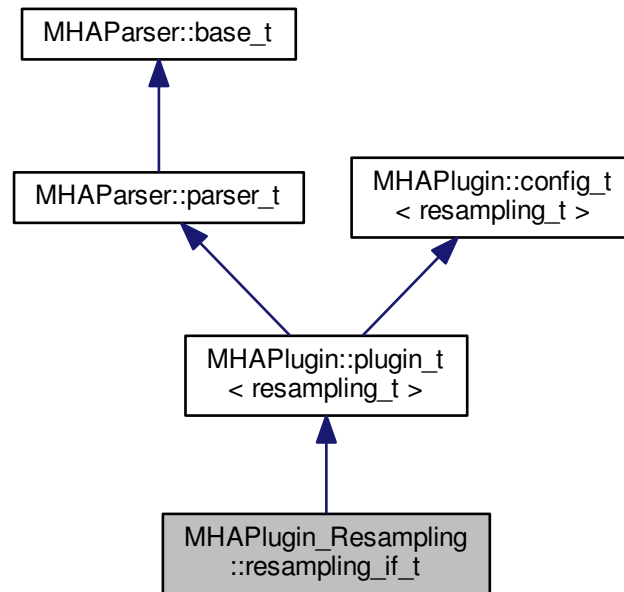 MHAParser::base_t
MHAParser::parser_t
MHAPlugin::config_t
< resampling_t >
MHAPlugin::plugin_t
< resampling_t >
MHAPlugin_Resampling
::resampling_if_t